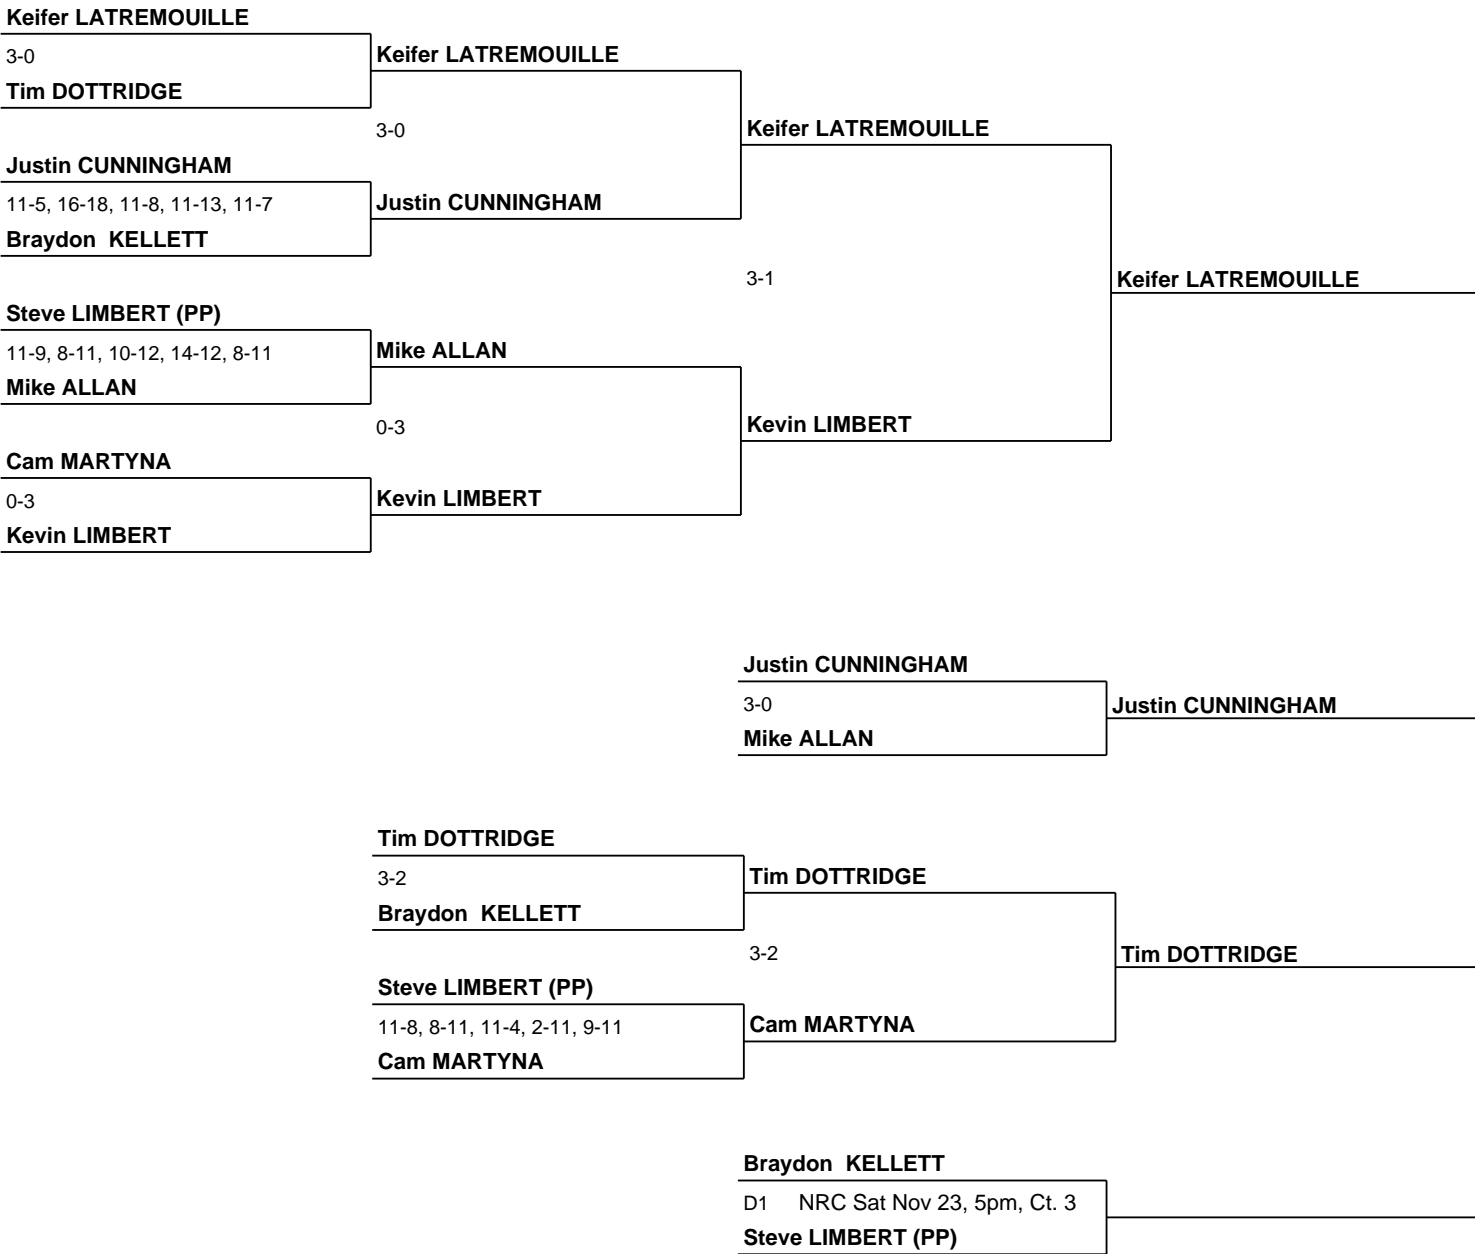 Keifer LATREMOUILLE
3-0
Keifer LATREMOUILLE
Tim DOTTRIDGE
3-0
Keifer LATREMOUILLE
Justin CUNNINGHAM
11-5, 16-18, 11-8, 11-13, 11-7
Justin CUNNINGHAM
Braydon  KELLETT
3-1
Keifer LATREMOUILLE
Steve LIMBERT (PP)
11-9, 8-11, 10-12, 14-12, 8-11
Mike ALLAN
Mike ALLAN
0-3
Kevin LIMBERT
Cam MARTYNA
0-3
Kevin LIMBERT
Kevin LIMBERT
Justin CUNNINGHAM
3-0
Justin CUNNINGHAM
Mike ALLAN
Tim DOTTRIDGE
3-2
Tim DOTTRIDGE
Braydon  KELLETT
3-2
Tim DOTTRIDGE
Steve LIMBERT (PP)
11-8, 8-11, 11-4, 2-11, 9-11
Cam MARTYNA
Cam MARTYNA
Braydon  KELLETT
D1 NRC Sat Nov 23, 5pm, Ct. 3
Steve LIMBERT (PP)